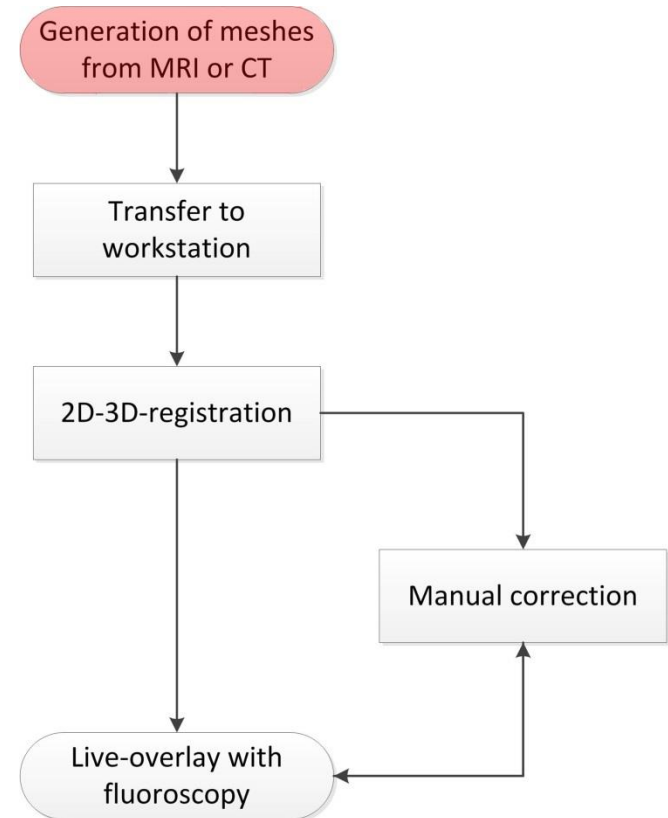 Generation of meshes
from MRI or CT
Transfer to
workstation
2D-3D-registration
Manual correction
Live-overlay with
fluoroscopy